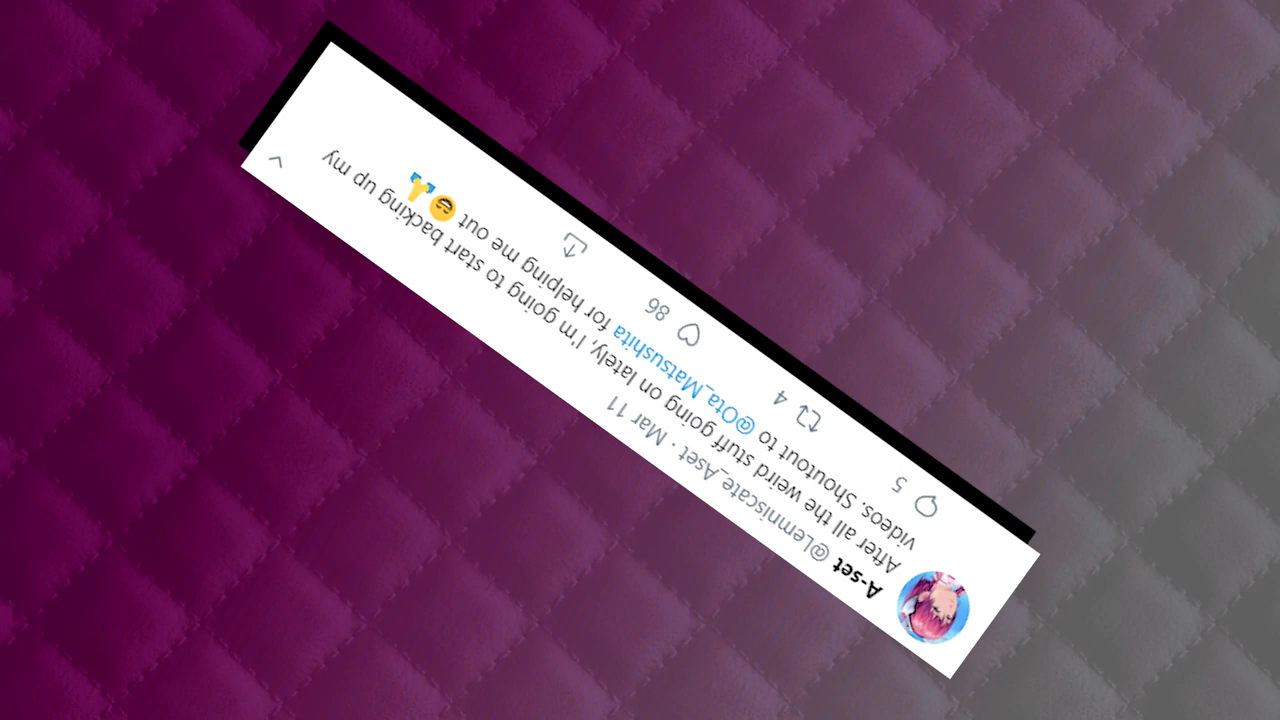 A-set @Lemniscate_Aset . Mar 11
After all the weird stuff going on lately, I'm going to start backing up my
videos. Shoutout to @Ota_Matsushita for helping me out 😔🙏
5 4 86